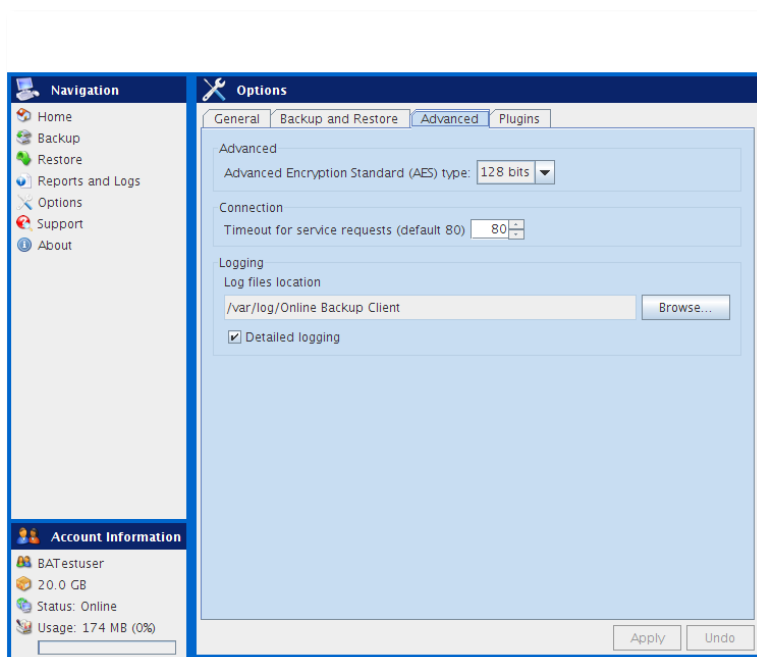 Navigation
Home
Backup
Restore
Reports and Logs
Options
Support
About
Account Information
BATestuser
20.0 GB
Status: Online
Usage: 174 MB (0%)
Options
General Backup and Restore Advanced Plugins
Advanced
Advanced Encryption Standard (AES) type: 128 bits
Connection
Timeout for service requests (default 80) 80
Logging
Log files location
/var/log/Online Backup Client Browse...
Detailed logging
Apply Undo